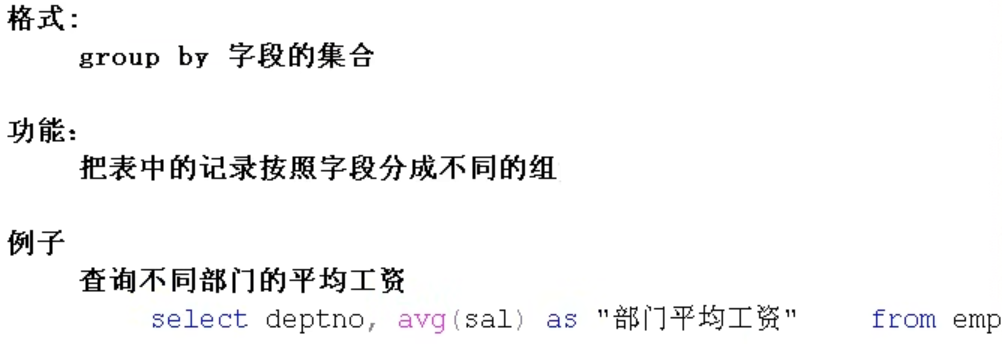 格式:
group by 字段的集合
功能:
把表中的记录按照字段分成不同的组
例子
查询不同部门的平均工资
select deptno, avg(sal) as "部门平均工资" from emp